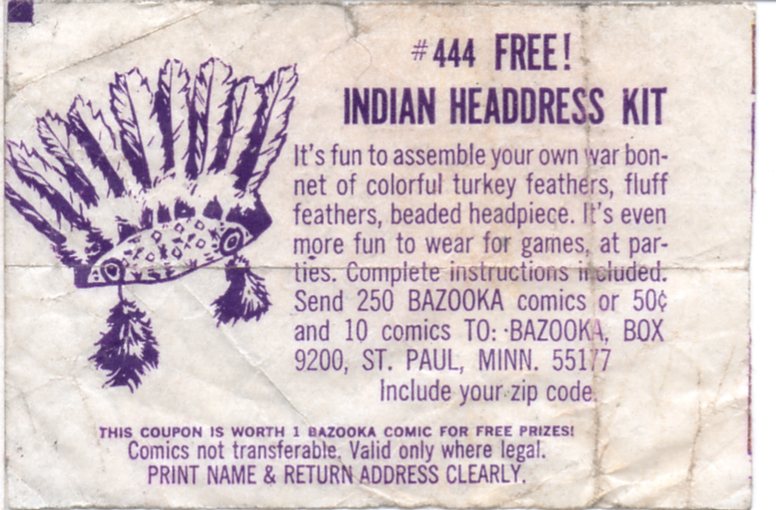 #444 FREE!
INDIAN HEADDRESS KIT
It's fun to assemble your own war bon-
net of colorful turkey feathers, fluff
feathers, beaded headpiece. It's even
more fun to wear for games, at par-
ties. Complete instructions included.
Send 250 BAZOOKA comics or 50¢
and 10 comics TO: BAZOOKA, BOX
9200, ST. PAUL, MINN. 55177
Include your zip code.
THIS COUPON IS WORTH 1 BAZOOKA COMIC FOR FREE PRIZES!
Comics not transferable. Valid only where legal.
PRINT NAME & RETURN ADDRESS CLEARLY.